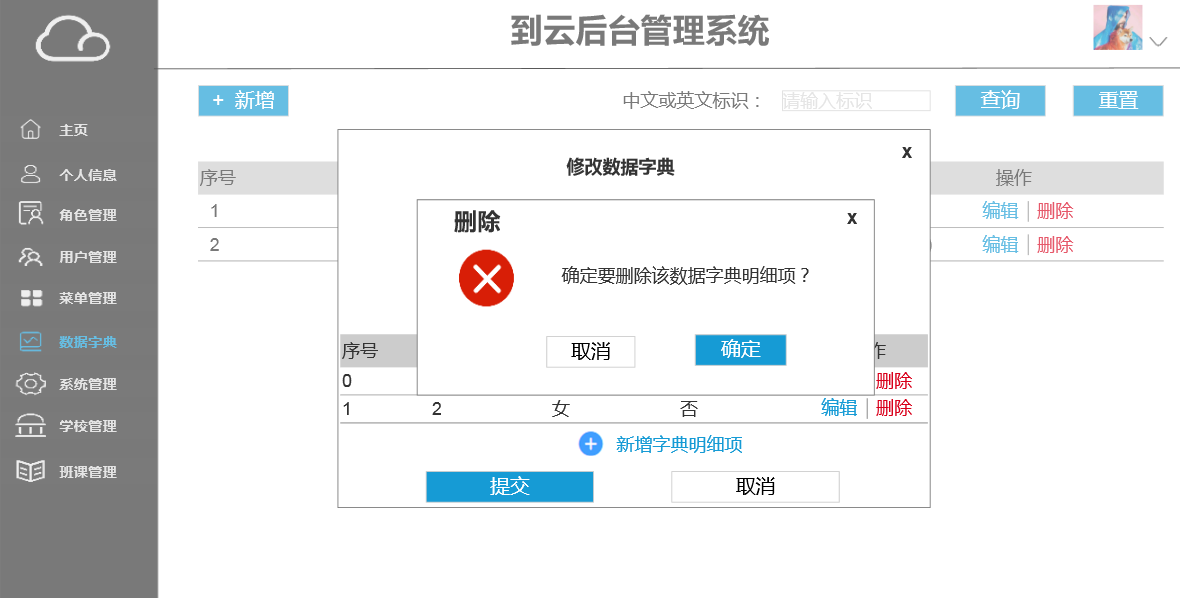 到云后台管理系统
+ 新增
中文或英文标识：
请输入标识
查询
重置
主页
个人信息
角色管理
用户管理
菜单管理
数据字典
系统管理
学校管理
班课管理
序号
操作
1
编辑 | 删除
2
编辑 | 删除
修改数据字典
x
删除
x
确定要删除该数据字典明细项？
取消
确定
序号
作
0
删除
1 2 女 否 编辑 | 删除
新增字典明细项
提交
取消